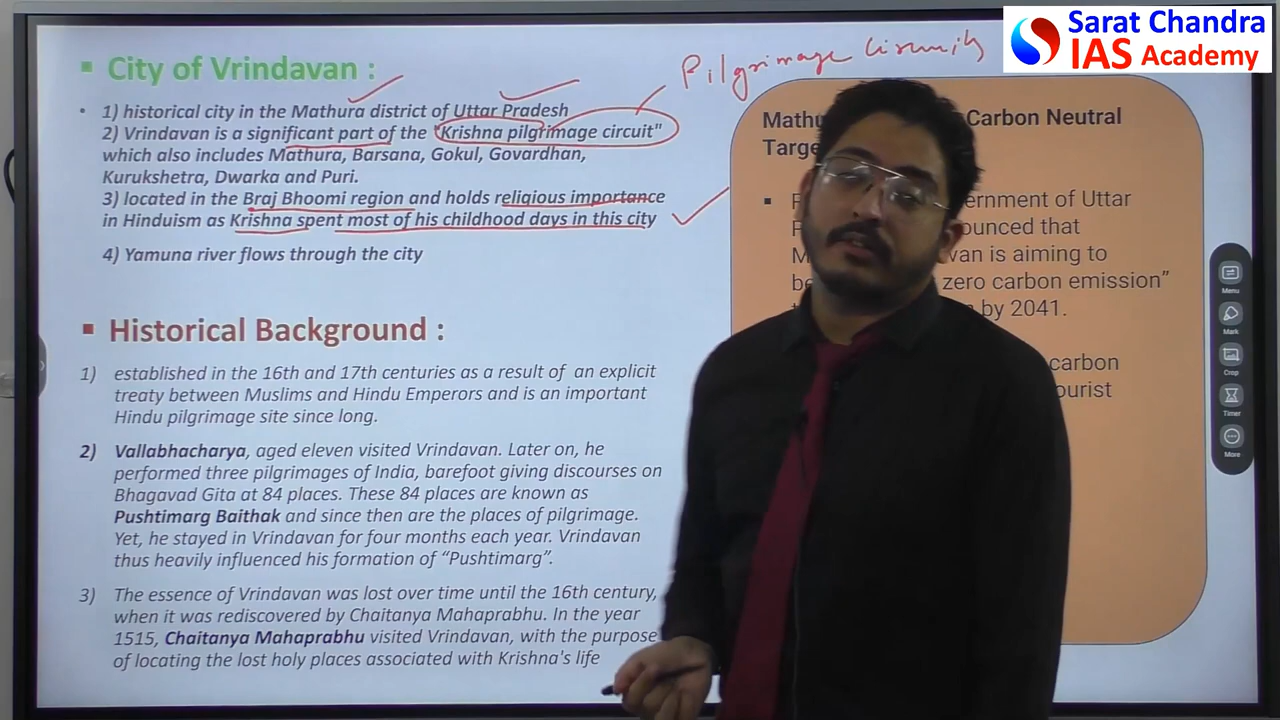 Sarat Chandra
IAS Academy
Pilgrimage
▪ City of Vrindavan :
• 1) historical city in the Mathura district of Uttar Pradesh
2) Vrindavan is a significant part of the "Krishna pilgrimage circuit"
which also includes Mathura, Barsana, Gokul, Govardhan,
Kurukshetra, Dwarka and Puri.
3) located in the Braj Bhoomi region and holds religious importance
in Hinduism as Krishna spent most of his childhood days in this city
4) Yamuna river flows through the city
▪ Historical Background :
1) established in the 16th and 17th centuries as a result of an explicit
treaty between Muslims and Hindu Emperors and is an important
Hindu pilgrimage site since long.
2) Vallabhacharya, aged eleven visited Vrindavan. Later on, he
performed three pilgrimages of India, barefoot giving discourses on
Bhagavad Gita at 84 places. These 84 places are known as
Pushtimarg Baithak and since then are the places of pilgrimage.
Yet, he stayed in Vrindavan for four months each year. Vrindavan
thus heavily influenced his formation of “Pushtimarg”.
3) The essence of Vrindavan was lost over time until the 16th century,
when it was rediscovered by Chaitanya Mahaprabhu. In the year
1515, Chaitanya Mahaprabhu visited Vrindavan, with the purpose
of locating the lost holy places associated with Krishna's life
Carbon Neutral
▪ of Uttar
that
is aiming to
zero carbon emission”
by 2041.
carbon
Menu
Mark
Crop
Timer
More